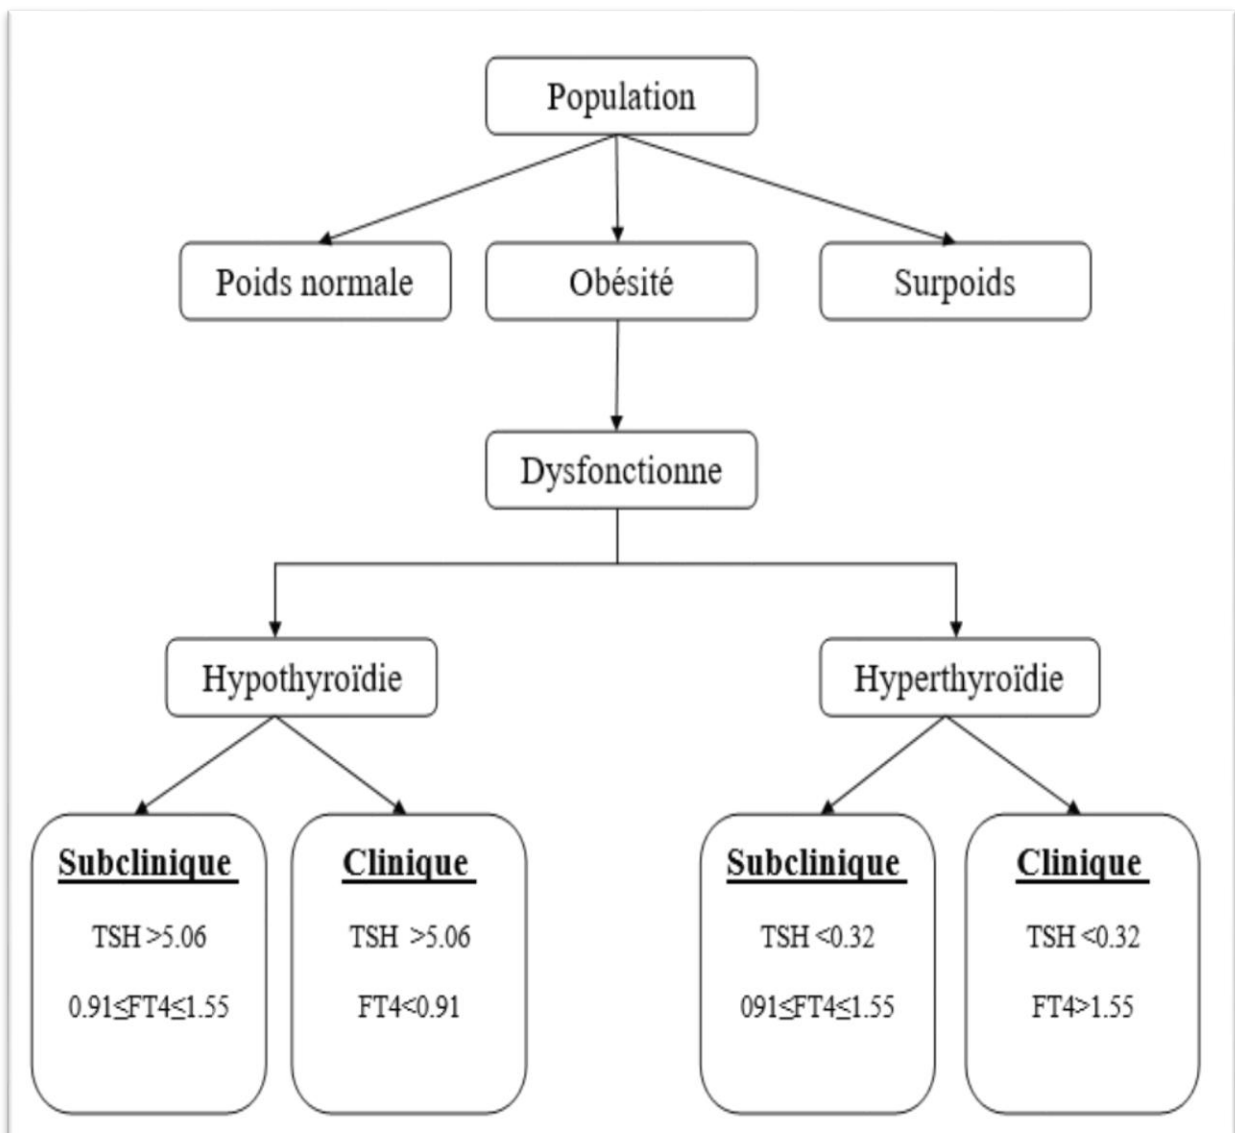 Population
Poids normale
Obésité
Surpoids
Dysfonctionne
Hypothyroïdie
Hyperthyroïdie
Subclinique
TSH >5.06
0.91≤FT4≤1.55
Clinique
TSH >5.06
FT4<0.91
Subclinique
TSH <0.32
091≤FT4≤1.55
Clinique
TSH <0.32
FT4>1.55